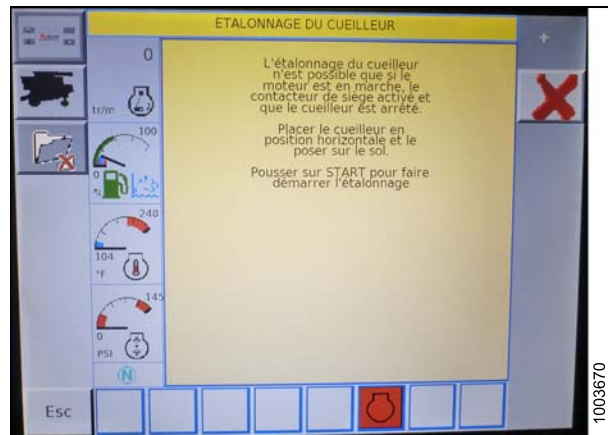 ETALONNAGE DU CUEILLEUR
+
0
tr/m
100
0
%
248
104
°F
145
0
PSI
N
L'étalonnage du cueilleur
n'est possible que si le
moteur est en marche, le
contacteur de siège activé et
que le cueilleur est arrêté.
Placer le cueilleur en
position horizontale et le
poser sur le sol.
Pousser sur START pour faire
démarrer l'étalonnage
Esc
1003670